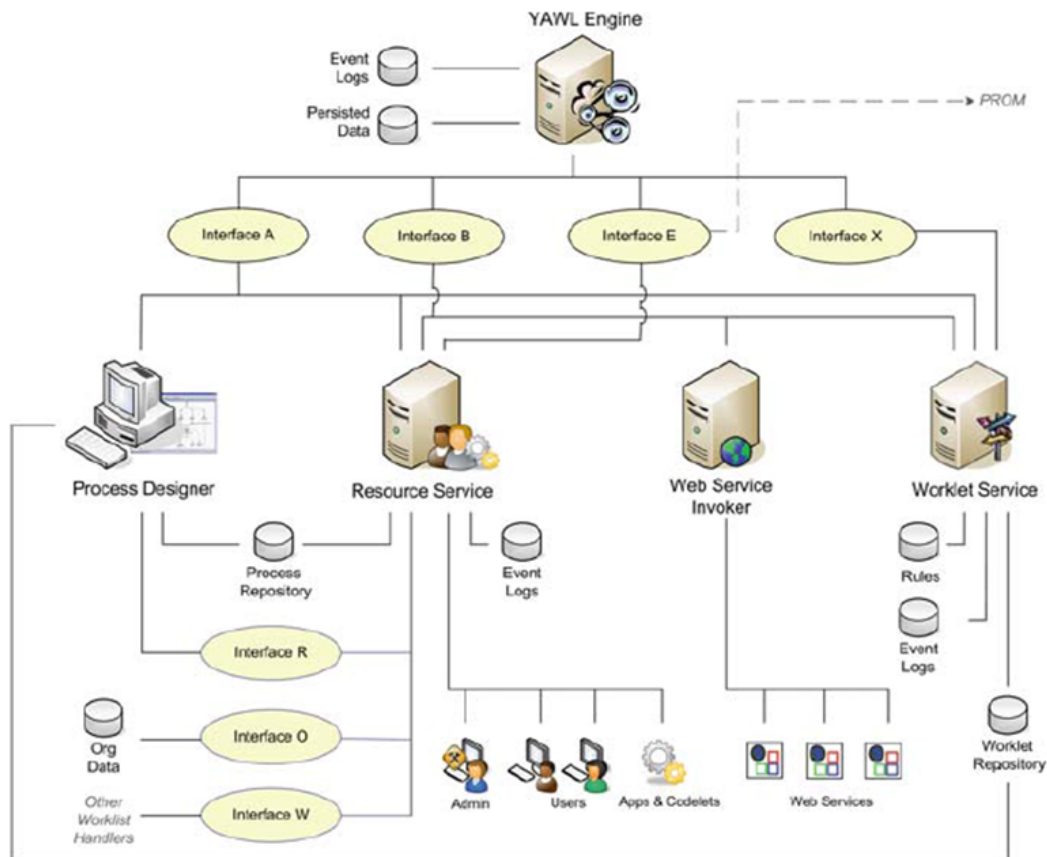 YAWL Engine
Event
Logs
Persisted
Data
PROM
Interface A
Interface B
Interface E
Interface X
Process Designer
Resource Service
Web Service
Invoker
Worklet Service
Process
Repository
Event
Logs
Rules
Event
Logs
Interface R
Org
Data
Interface O
Worklet
Repository
Other
Worklist
Handlers
Interface W
Admin
Users
Apps & Codelets
Web Services